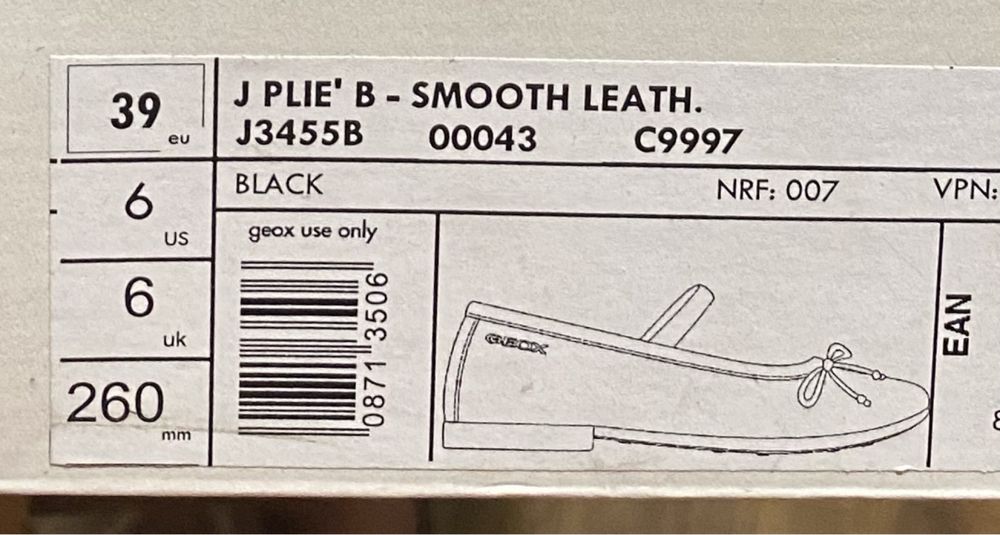 39 eu
J PLIE' B - SMOOTH LEATH.
J3455B 00043 C9997
BLACK NRF: 007 VPN:
6 US
6 uk
260 mm
geox use only
0871 3506
GEOX
EAN